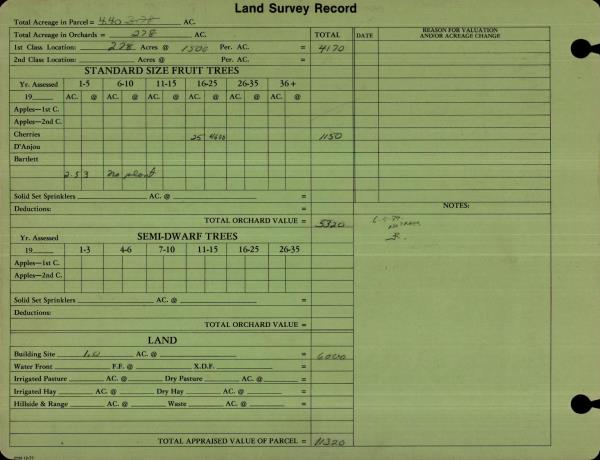 Land Survey Record
Total Acreage in Parcel = 4.40 2.78 AC.
Total Acreage in Orchards = 278 AC. TOTAL DATE REASON FOR VALUATION AND/OR ACREAGE CHANGE
1st Class Location: 278 Acres @ 1500 Per. AC. = 4170
2nd Class Location: Acres @ Per. AC. =
STANDARD SIZE FRUIT TREES
Yr. Assessed 1-5 6-10 11-15 16-25 26-35 36+
19 AC. @ AC. @ AC. @ AC. @ AC. @ AC. @
Apples—1st C.
Apples—2nd C.
Cherries 25 4600 1150
D'Anjou
Bartlett
2.53 no plant
Solid Set Sprinklers AC. @ =
Deductions: NOTES:
TOTAL ORCHARD VALUE = 5320
SEMI-DWARF TREES
Yr. Assessed 1-3 4-6 7-10 11-15 16-25 26-35
19
Apples—1st C.
Apples—2nd C.
Solid Set Sprinklers AC. @ =
Deductions:
TOTAL ORCHARD VALUE =
LAND
Building Site 1.0 AC. @ = 6000
Water Front F.F. @ X.D.F. =
Irrigated Pasture AC. @ Dry Pasture AC. @ =
Irrigated Hay AC. @ Dry Hay AC. @ =
Hillside & Range AC. @ Waste AC. @ =
TOTAL APPRAISED VALUE OF PARCEL = 11320